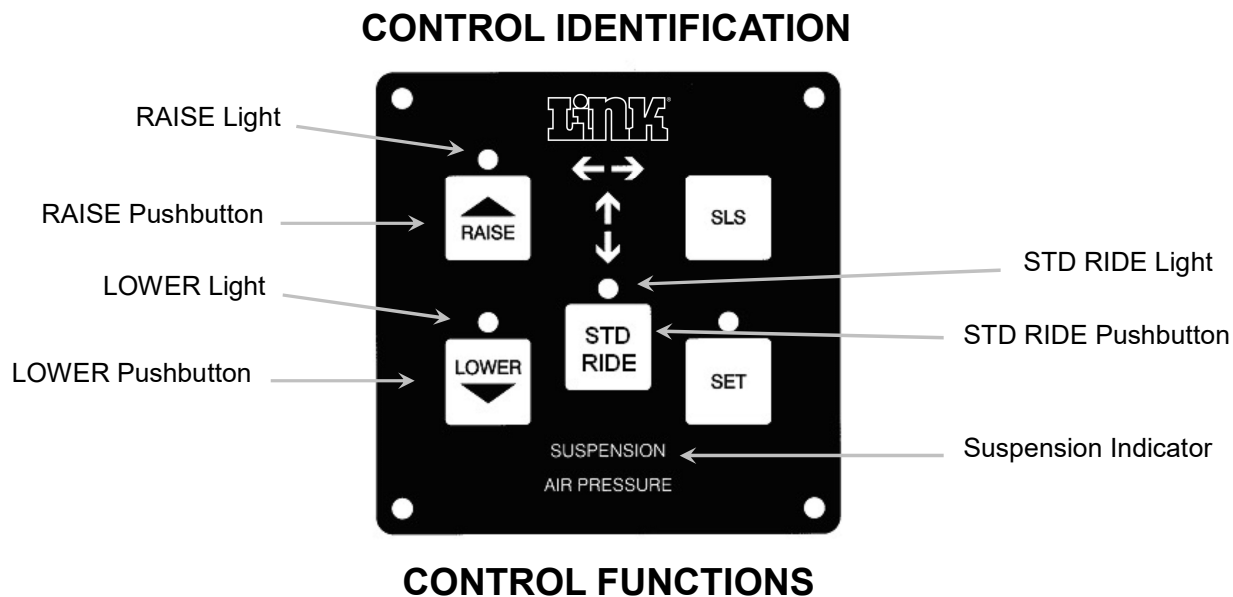 CONTROL IDENTIFICATION
Link
RAISE Light
RAISE Pushbutton
RAISE
SLS
LOWER Light
STD RIDE Light
LOWER Pushbutton
LOWER
STD
RIDE
STD RIDE Pushbutton
SET
SUSPENSION
Suspension Indicator
AIR PRESSURE
CONTROL FUNCTIONS